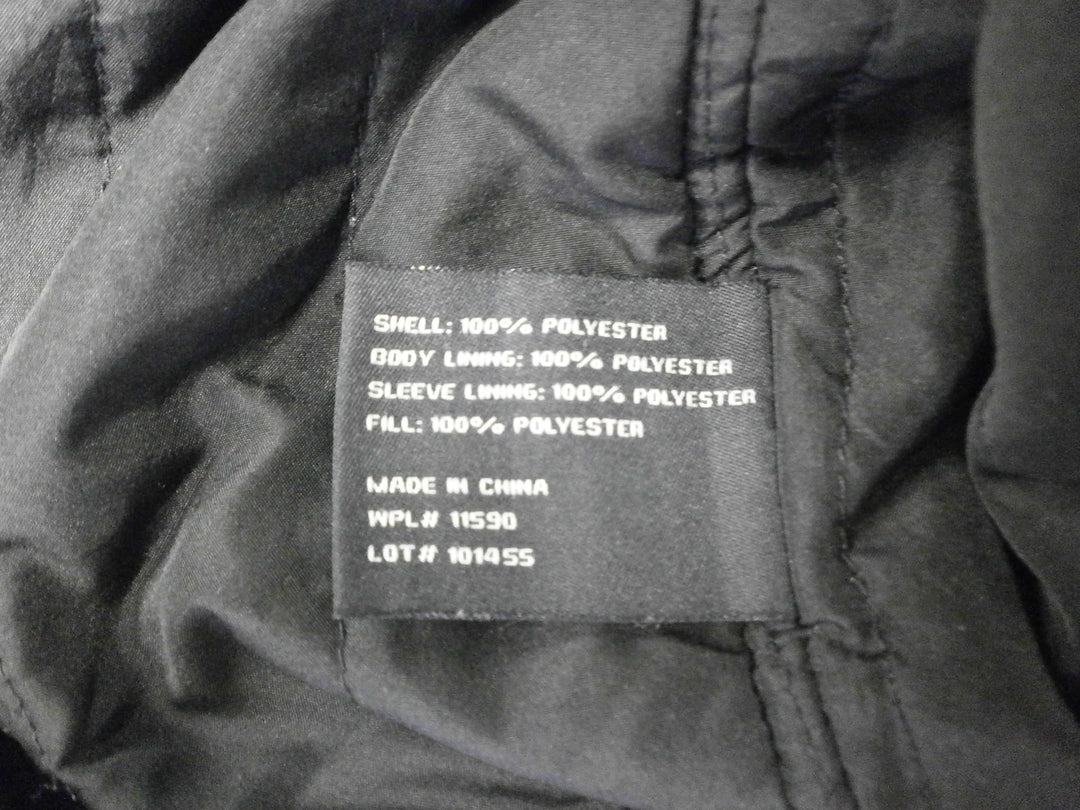 SHELL: 100% POLYESTER
BODY LINING: 100% POLYESTER
SLEEVE LINING: 100% POLYESTER
FILL: 100% POLYESTER
MADE IN CHINA
WPL# 11590
LOT# 101455